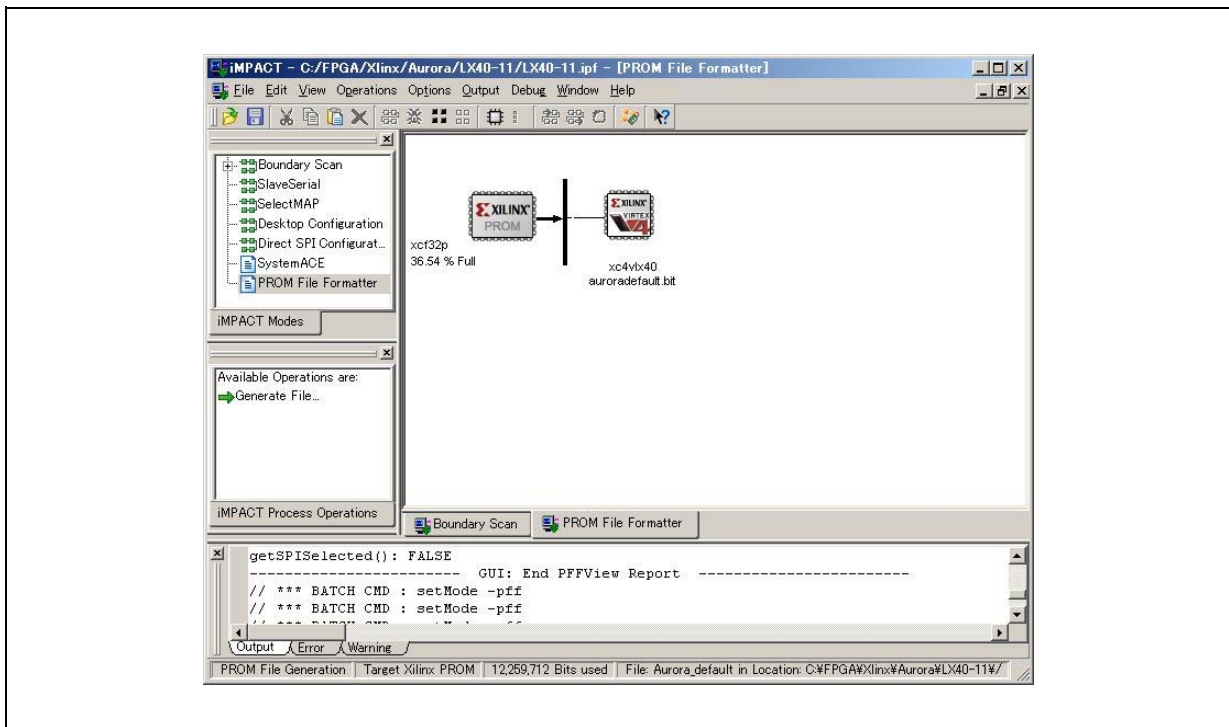 iMPACT - C:/FPGA/Xlinx/Aurora/LX40-11/LX40-11.ipf - [PROM File Formatter]
File Edit View Operations Options Output Debug Window Help
Boundary Scan
SlaveSerial
SelectMAP
Desktop Configuration
Direct SPI Configurat...
SystemACE
PROM File Formatter
iMPACT Modes
Available Operations are:
Generate File...
iMPACT Process Operations
XILINX
PROM
xcf32p
36.54 % Full
XILINX
VIRTEX
4
xc4vlx40
auroradefault.bit
Boundary Scan
PROM File Formatter
getSPISelected(): FALSE
------------------------ GUI: End PFFView Report ------------------------
// *** BATCH CMD : setMode -pff
// *** BATCH CMD : setMode -pff
Output Error Warning
PROM File Generation Target Xilinx PROM 12,259,712 Bits used File: Aurora_default in Location: C:¥FPGA¥Xlinx¥Aurora¥LX40-11¥/